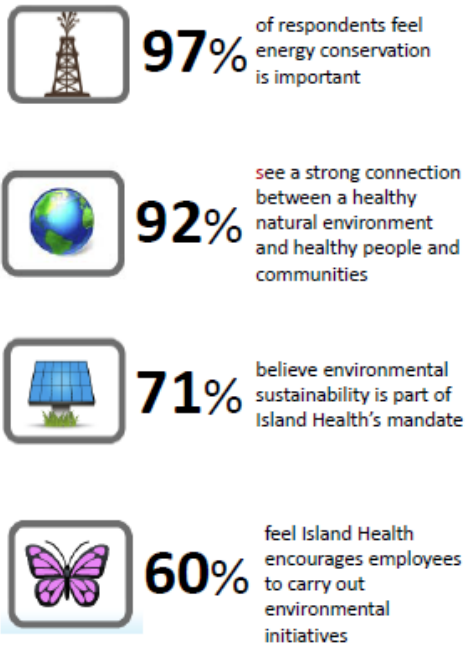 97% of respondents feel
energy conservation
is important
92% see a strong connection
between a healthy
natural environment
and healthy people and
communities
71% believe environmental
sustainability is part of
Island Health's mandate
60% feel Island Health
encourages employees
to carry out
environmental
initiatives